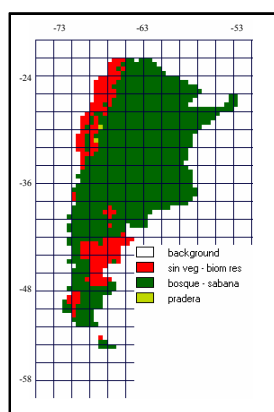 -73 -63 -53
-24
-36
-48
-58
background
sin veg - biom res
bosque - sabana
pradera